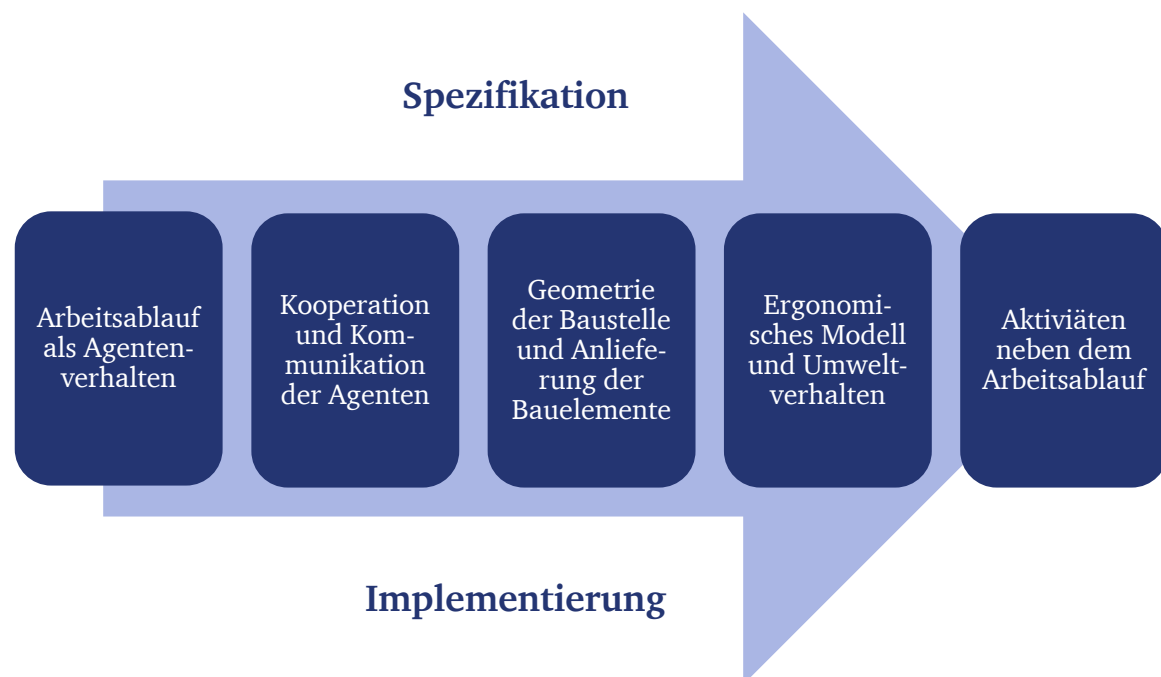 Spezifikation
Arbeitsablauf
als Agenten-
verhalten
Kooperation
und Kom-
munikation
der Agenten
Geometrie
der Baustelle
und Anliefe-
rung der
Bauelemente
Ergonomi-
sches Modell
und Umwelt-
verhalten
Aktiviäten
neben dem
Arbeitsablauf
Implementierung